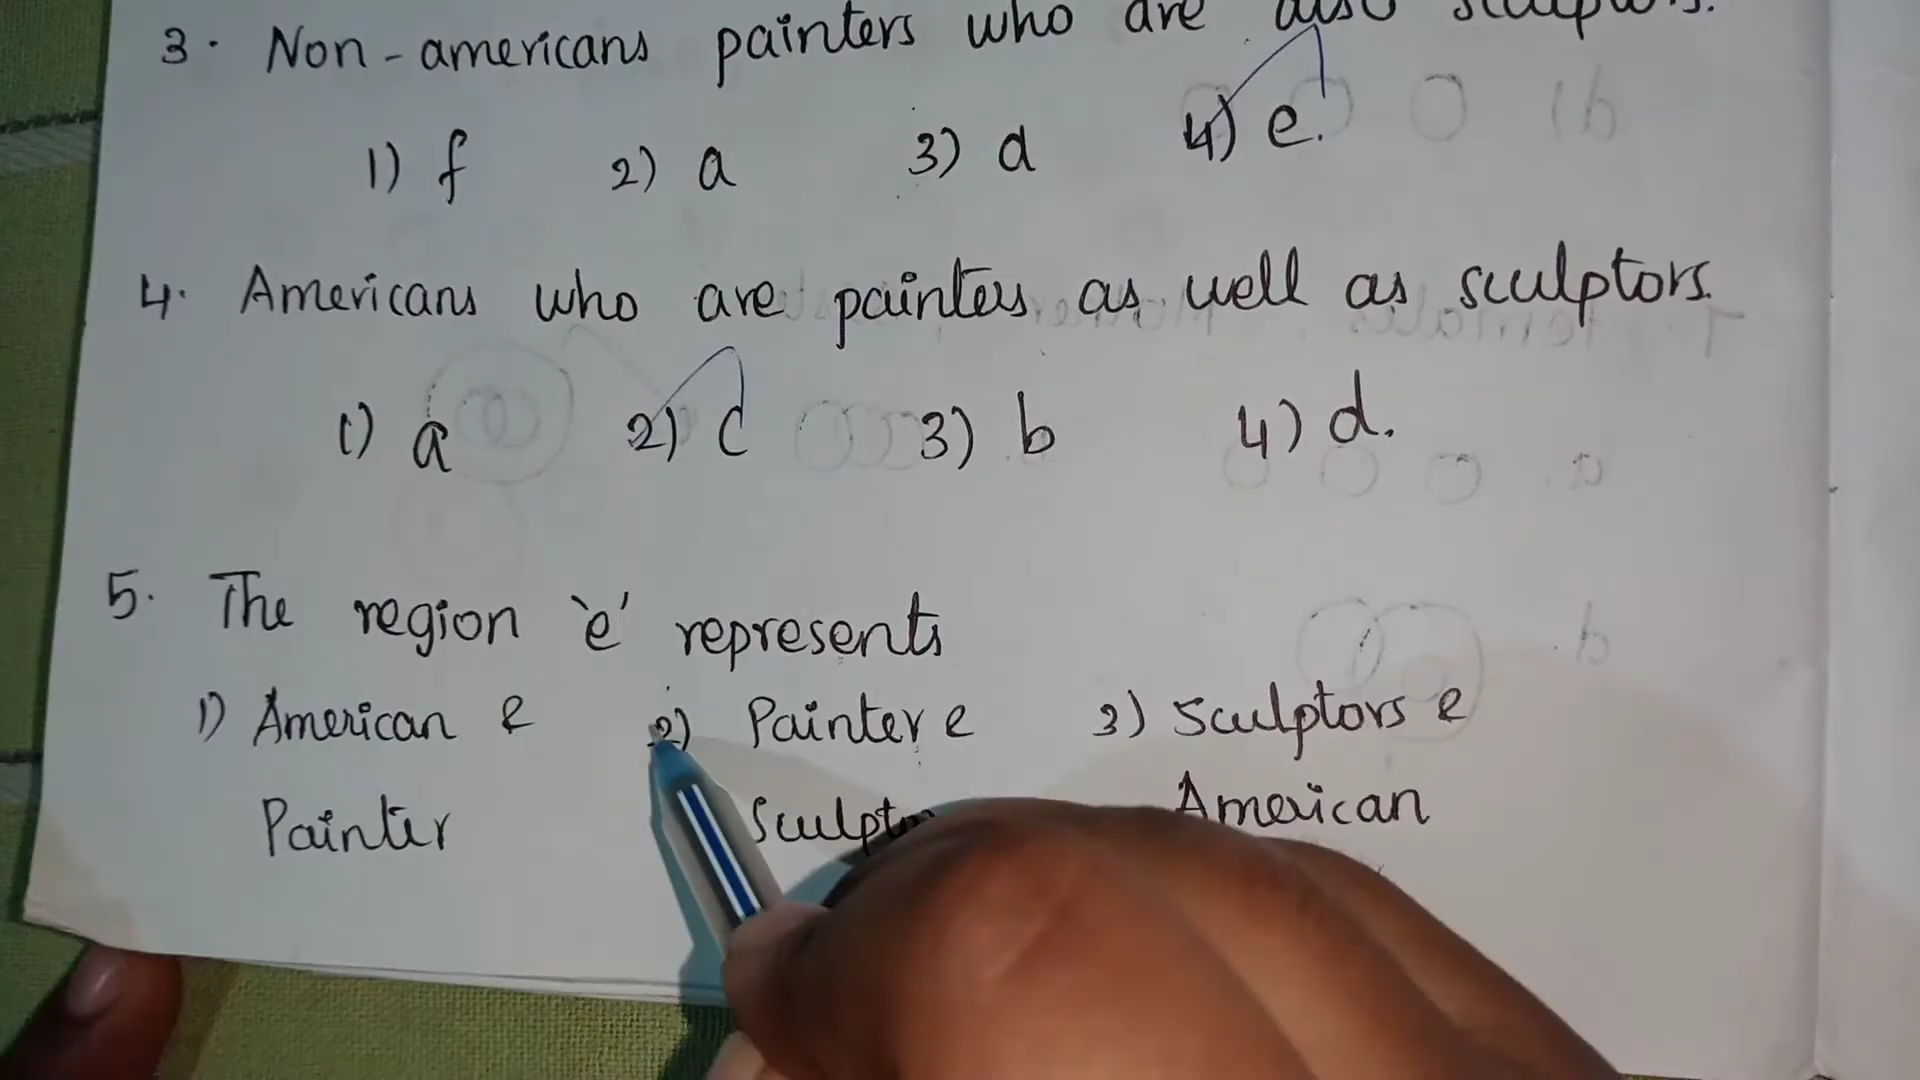 3. Non-americans painters who are also sculptors.
1) f 2) a 3) d 4) e.
4. Americans who are painters as well as sculptors.
1) a 2) c 3) b 4) d.
5. The region 'e' represents
1) American & 2) Painter & 3) Sculptors &
Painter American